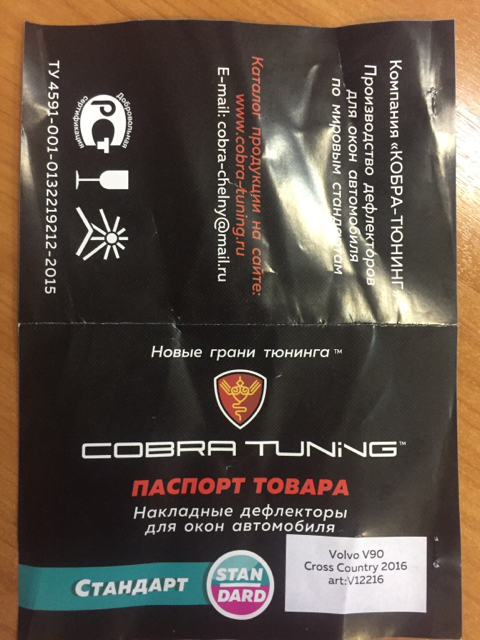 Компания «КОБРА-ТЮНИНГ
Производство дефлекторов
для окон автомобиля
по мировым стандартам
Каталог продукции на сайте:
www.cobra-tuning.ru
E-mail: cobra-chelny@mail.ru
Добровольная
РСТ
сертификация
ТУ 4591-001-0132219212-2015
Новые грани тюнинга™
COBRA TUNiNG™
ПАСПОРТ ТОВАРА
Накладные дефлекторы
для окон автомобиля
СТАНДАРТ
STAN
DARD
Volvo V90
Cross Country 2016
art:V12216